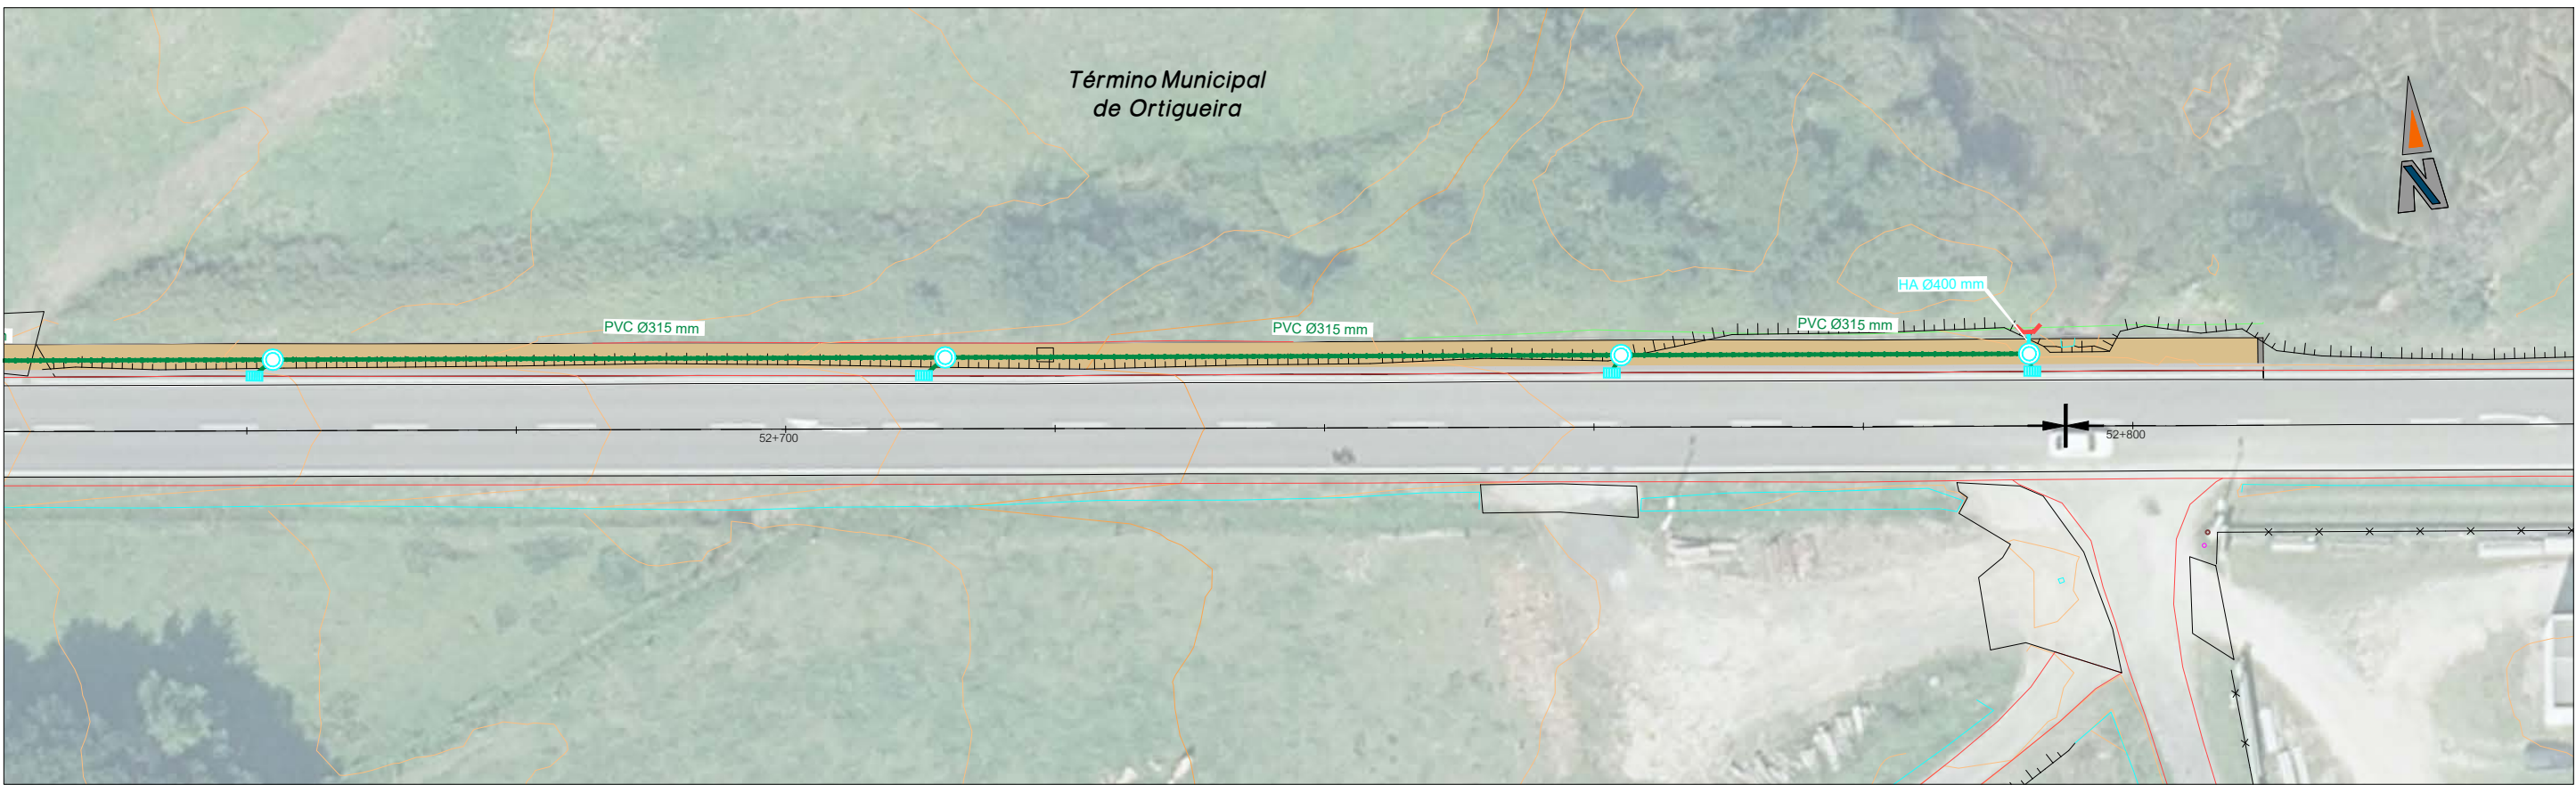 Término Municipal
de Ortigueira
HA Ø400 mm
PVC Ø315 mm
PVC Ø315 mm
PVC Ø315 mm
52+700
52+800
N